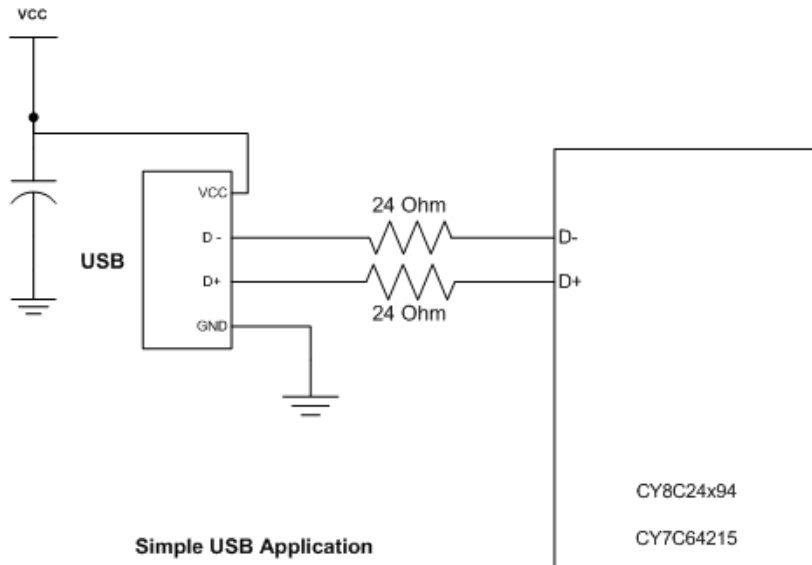 VCC
VCC
24 Ohm
D -
D-
USB
D+
D+
24 Ohm
GND
CY8C24x94
CY7C64215
Simple USB Application